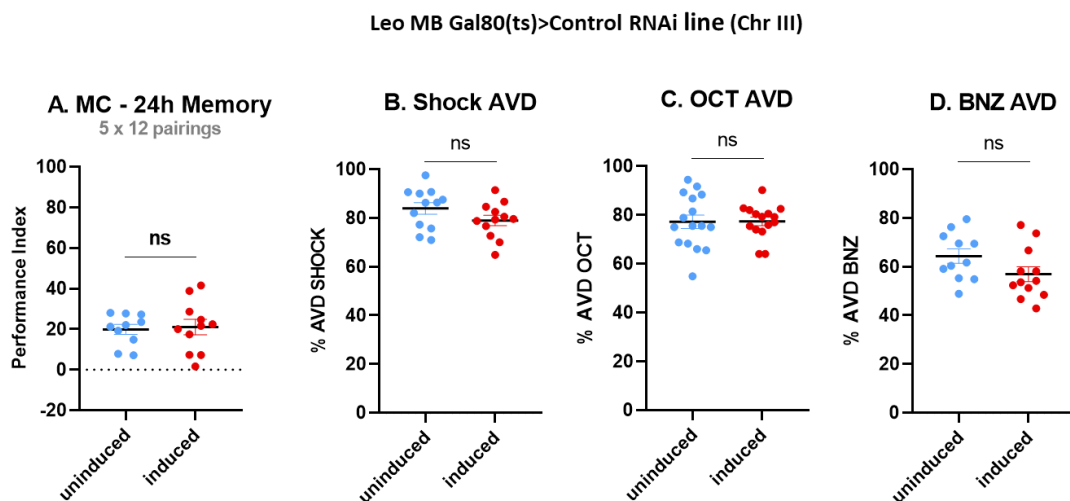 Leo MB Gal80(ts)>Control RNAi line (Chr III)
A. MC - 24h Memory
5 x 12 pairings
ns
Performance Index
100
80
60
40
20
0
-20
uninduced
induced
B. Shock AVD
ns
% AVD SHOCK
100
80
60
40
20
0
uninduced
induced
C. OCT AVD
ns
% AVD OCT
100
80
60
40
20
0
uninduced
induced
D. BNZ AVD
ns
% AVD BNZ
100
80
60
40
20
0
uninduced
induced